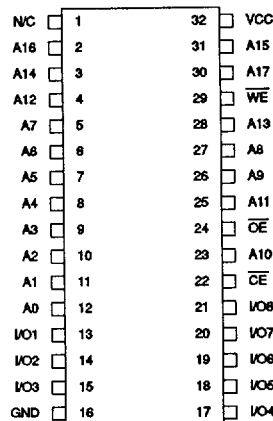 N/C 1 32 VCC
A16 2 31 A15
A14 3 30 A17
A12 4 29 WE
A7 5 28 A13
A6 6 27 A8
A5 7 26 A9
A4 8 25 A11
A3 9 24 OE
A2 10 23 A10
A1 11 22 CE
A0 12 21 I/O8
I/O1 13 20 I/O7
I/O2 14 19 I/O6
I/O3 15 18 I/O5
GND 16 17 I/O4